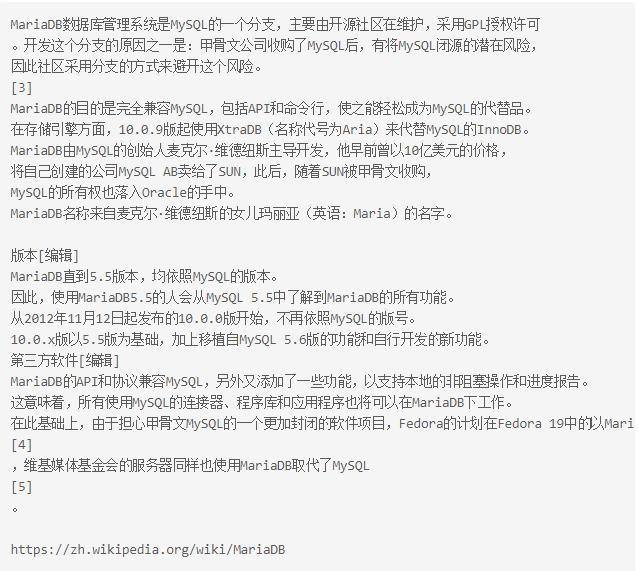 MariaDB数据库管理系统是MySQL的一个分支，主要由开源社区在维护，采用GPL授权许可
。开发这个分支的原因之一是：甲骨文公司收购了MySQL后，有将MySQL闭源的潜在风险，
因此社区采用分支的方式来避开这个风险。
[3]
MariaDB的目的是完全兼容MySQL，包括API和命令行，使之能轻松成为MySQL的代替品。
在存储引擎方面，10.0.9版起使用XtraDB（名称代号为Aria）来代替MySQL的InnoDB。
MariaDB由MySQL的创始人麦克尔·维德纽斯主导开发，他早前曾以10亿美元的价格，
将自己创建的公司MySQL AB卖给了SUN，此后，随着SUN被甲骨文收购，
MySQL的所有权也落入Oracle的手中。
MariaDB名称来自麦克尔·维德纽斯的女儿玛丽亚（英语：Maria）的名字。
版本[编辑]
MariaDB直到5.5版本，均依照MySQL的版本。
因此，使用MariaDB5.5的人会从MySQL 5.5中了解到MariaDB的所有功能。
从2012年11月12日起发布的10.0.0版开始，不再依照MySQL的版号。
10.0.x版以5.5版为基础，加上移植自MySQL 5.6版的功能和自行开发的新功能。
第三方软件[编辑]
MariaDB的API和协议兼容MySQL，另外又添加了一些功能，以支持本地的非阻塞操作和进度报告。
这意味着，所有使用MySQL的连接器、程序库和应用程序也将可以在MariaDB下工作。
在此基础上，由于担心甲骨文MySQL的一个更加封闭的软件项目，Fedora的计划在Fedora 19中的以Mari
[4]
，维基媒体基金会的服务器同样也使用MariaDB取代了MySQL
[5]
。
https://zh.wikipedia.org/wiki/MariaDB